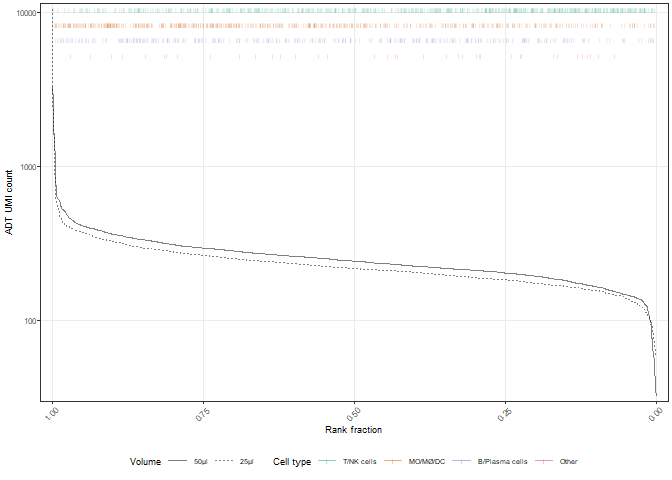 10000
1000
100
ADT UMI count
1.00
0.75
0.50
0.25
0.00
Rank fraction
Volume 50µl 25µl Cell type T/NK cells MO/MØ/DC B/Plasma cells Other